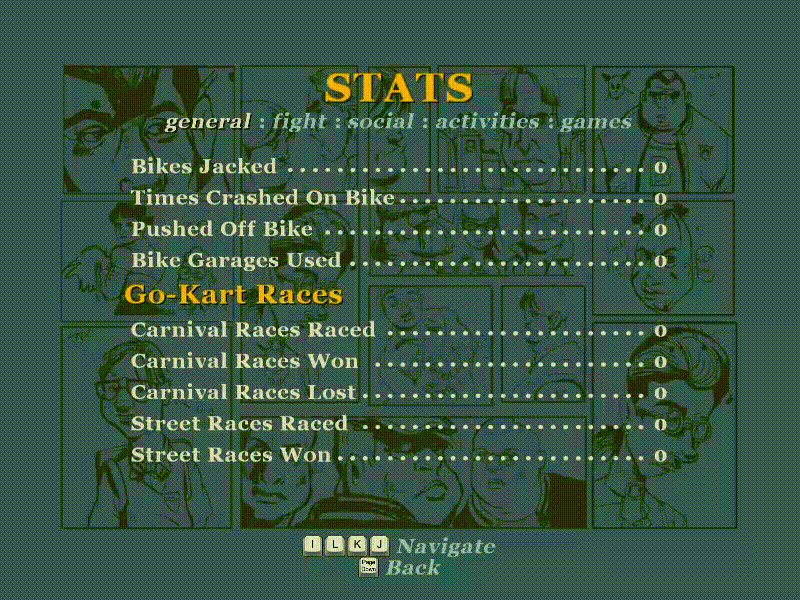 STATS
general : fight : social : activities : games
Bikes Jacked . . . . . . . . . . . . . . . . . . . . . . . . . . . . 0
Times Crashed On Bike . . . . . . . . . . . . . . . . . . . . 0
Pushed Off Bike . . . . . . . . . . . . . . . . . . . . . . . . . 0
Bike Garages Used . . . . . . . . . . . . . . . . . . . . . . . 0
Go-Kart Races
Carnival Races Raced . . . . . . . . . . . . . . . . . . . . 0
Carnival Races Won . . . . . . . . . . . . . . . . . . . . . 0
Carnival Races Lost . . . . . . . . . . . . . . . . . . . . . . 0
Street Races Raced . . . . . . . . . . . . . . . . . . . . . . 0
Street Races Won . . . . . . . . . . . . . . . . . . . . . . . . 0
I L K J Navigate
Page Down Back